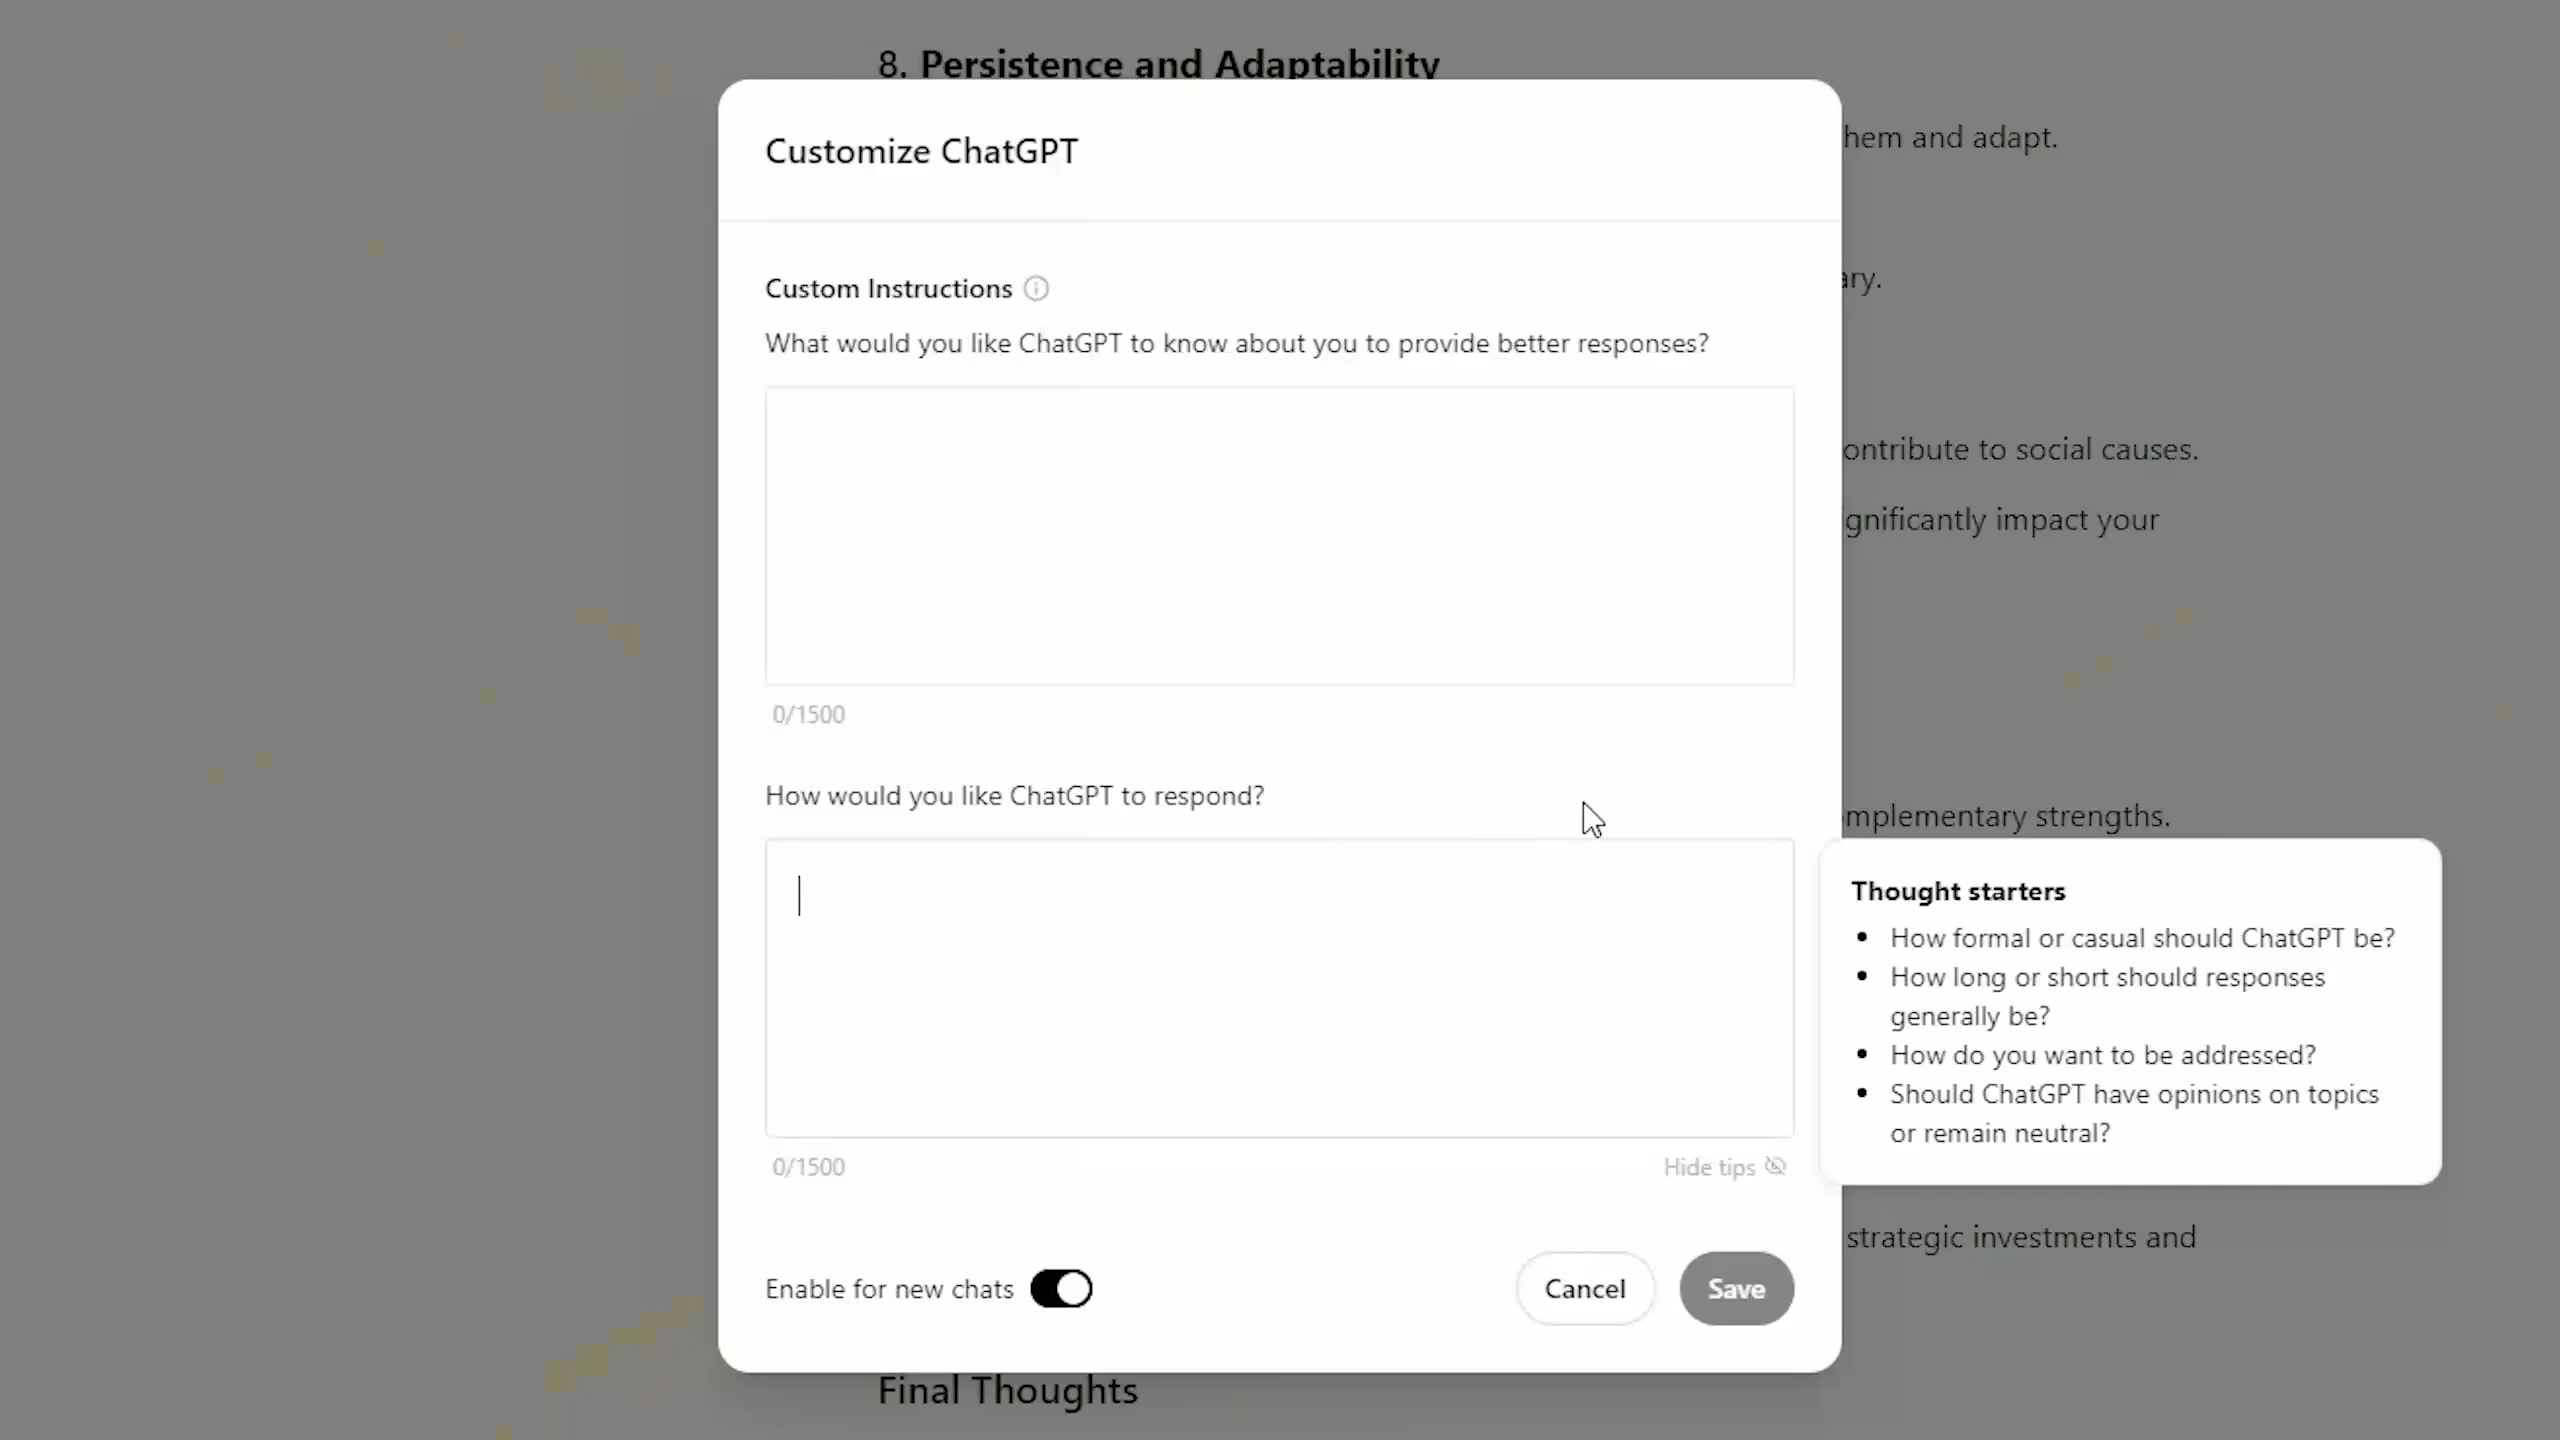 8. Persistence and Adaptability
Customize ChatGPT
hem and adapt.
Custom Instructions
ary.
What would you like ChatGPT to know about you to provide better responses?
ontribute to social causes.
gnificantly impact your
0/1500
How would you like ChatGPT to respond?
mplementary strengths.
Thought starters
• How formal or casual should ChatGPT be?
• How long or short should responses
generally be?
• How do you want to be addressed?
• Should ChatGPT have opinions on topics
or remain neutral?
0/1500
Hide tips
strategic investments and
Enable for new chats
Cancel
Save
Final Thoughts